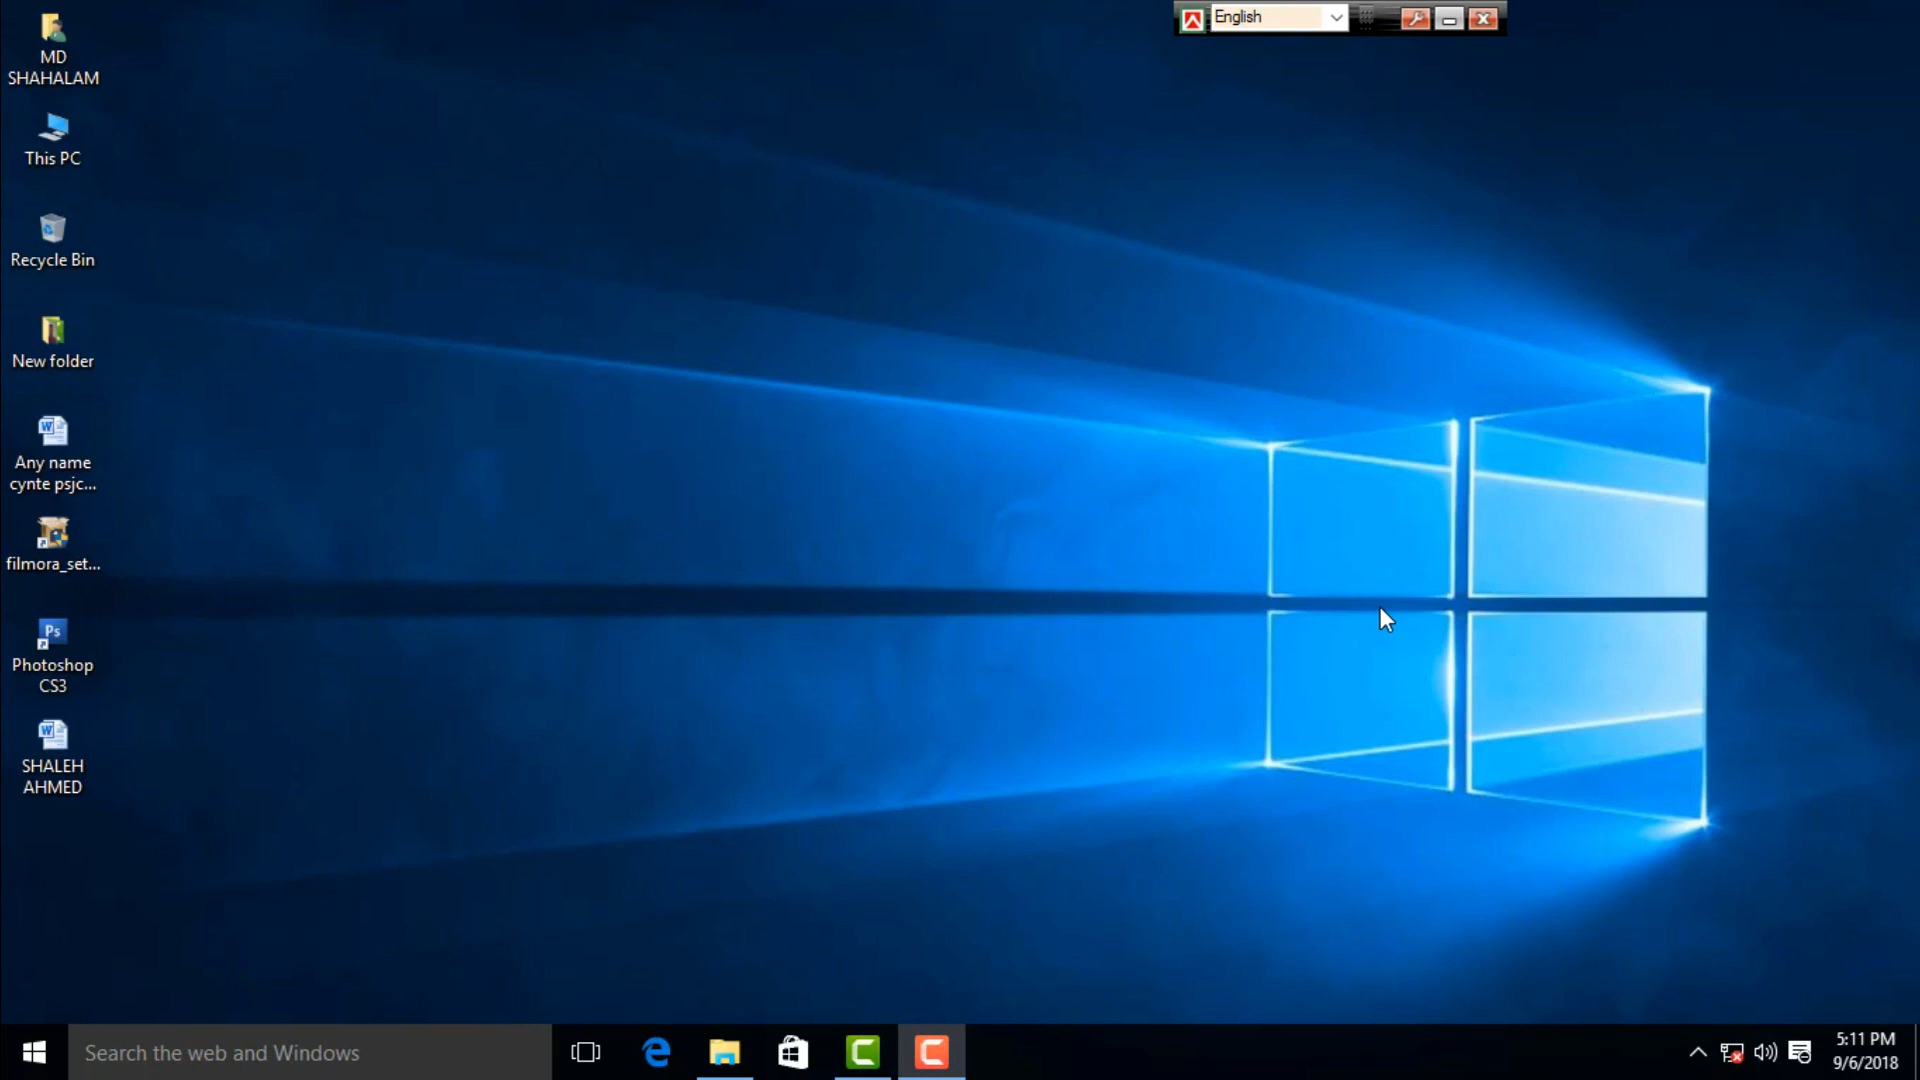 English
MD
SHAHALAM
This PC
Recycle Bin
New folder
Any name
cynte psjc...
filmora_set...
Ps
Photoshop
CS3
SHALEH
AHMED
Search the web and Windows
5:11 PM
9/6/2018